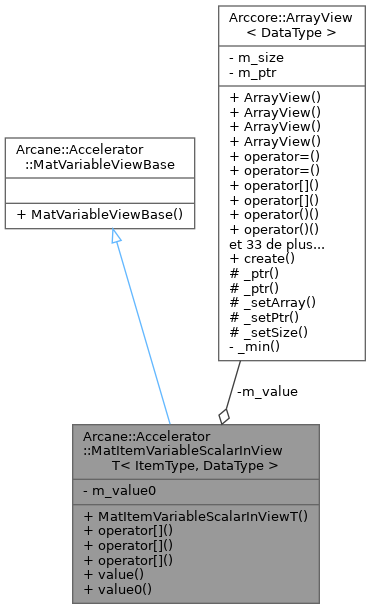 Arccore::ArrayView
< DataType >
- m_size
- m_ptr
+ ArrayView()
+ ArrayView()
+ ArrayView()
+ ArrayView()
+ operator=()
+ operator=()
+ operator[]()
+ operator[]()
+ operator()()
+ operator()()
et 33 de plus...
+ create()
# _ptr()
# _ptr()
# _setArray()
# _setPtr()
# _setSize()
- _min()
Arcane::Accelerator
::MatVariableViewBase
+ MatVariableViewBase()
-m_value
Arcane::Accelerator
::MatItemVariableScalarInView
T< ItemType, DataType >
- m_value0
+ MatItemVariableScalarInViewT()
+ operator[]()
+ operator[]()
+ operator[]()
+ value()
+ value0()